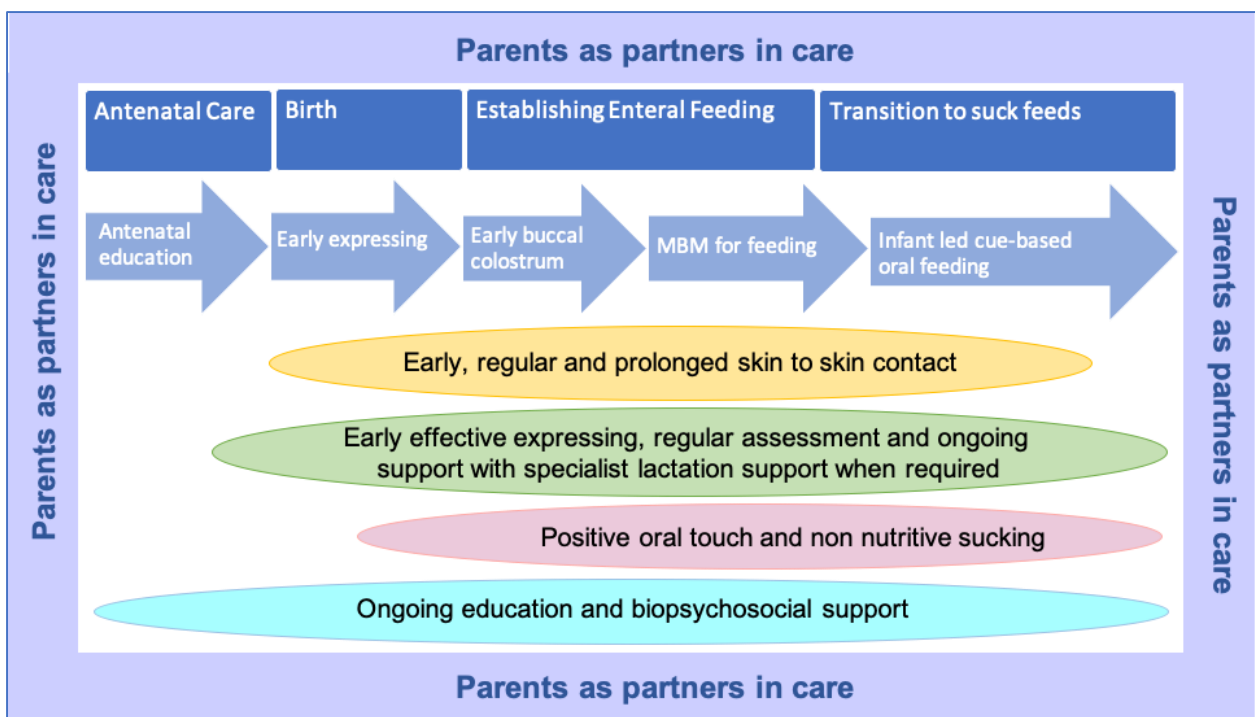 Parents as partners in care
Parents as partners in care
Antenatal Care
Birth
Establishing Enteral Feeding
Transition to suck feeds
Antenatal
education
Early expressing
Early buccal
colostrum
MBM for feeding
Infant led cue-based
oral feeding
Early, regular and prolonged skin to skin contact
Early effective expressing, regular assessment and ongoing
support with specialist lactation support when required
Positive oral touch and non nutritive sucking
Ongoing education and biopsychosocial support
Parents as partners in care
Parents as partners in care